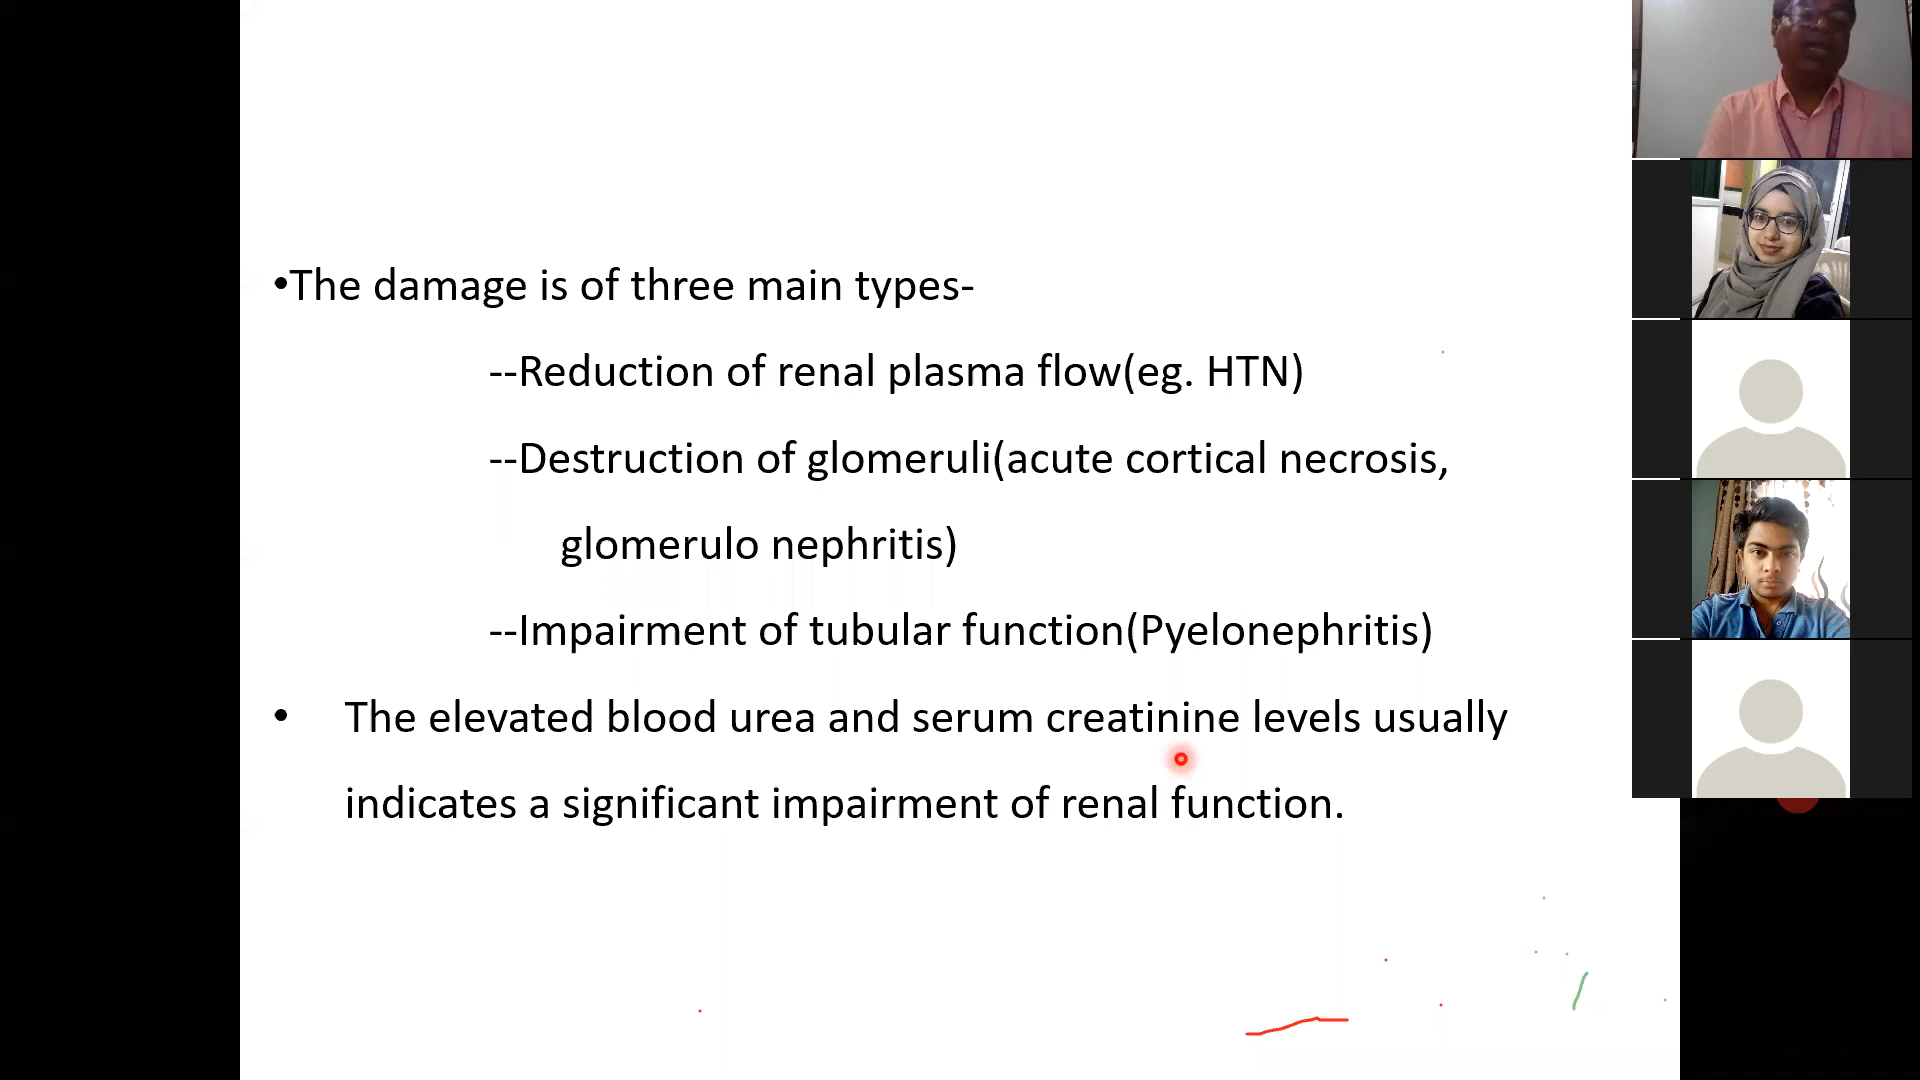 •The damage is of three main types-
--Reduction of renal plasma flow(eg. HTN)
--Destruction of glomeruli(acute cortical necrosis,
glomerulo nephritis)
--Impairment of tubular function(Pyelonephritis)
• The elevated blood urea and serum creatinine levels usually
indicates a significant impairment of renal function.